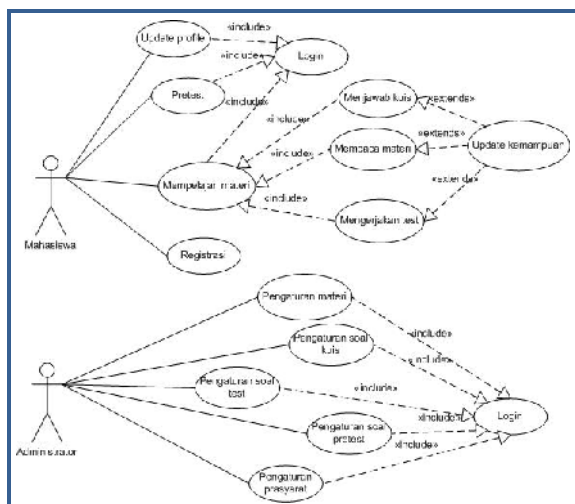 Update profile
«include»
Login
«include»
Pretest
«include»
Menjawab kuis
«extends»
«include»
«extends»
Membaca materi
Update kemampuan
«include»
Mempelajari materi
«extends»
«include»
Mengerjakan test
Mahasiswa
Registrasi
Pengaturan materi
«include»
Pengaturan soal
kuis
«include»
Pengaturan soal
test
«include»
Login
«include»
Pengaturan soal
pretest
«include»
Administrator
Pengaturan
prasyarat